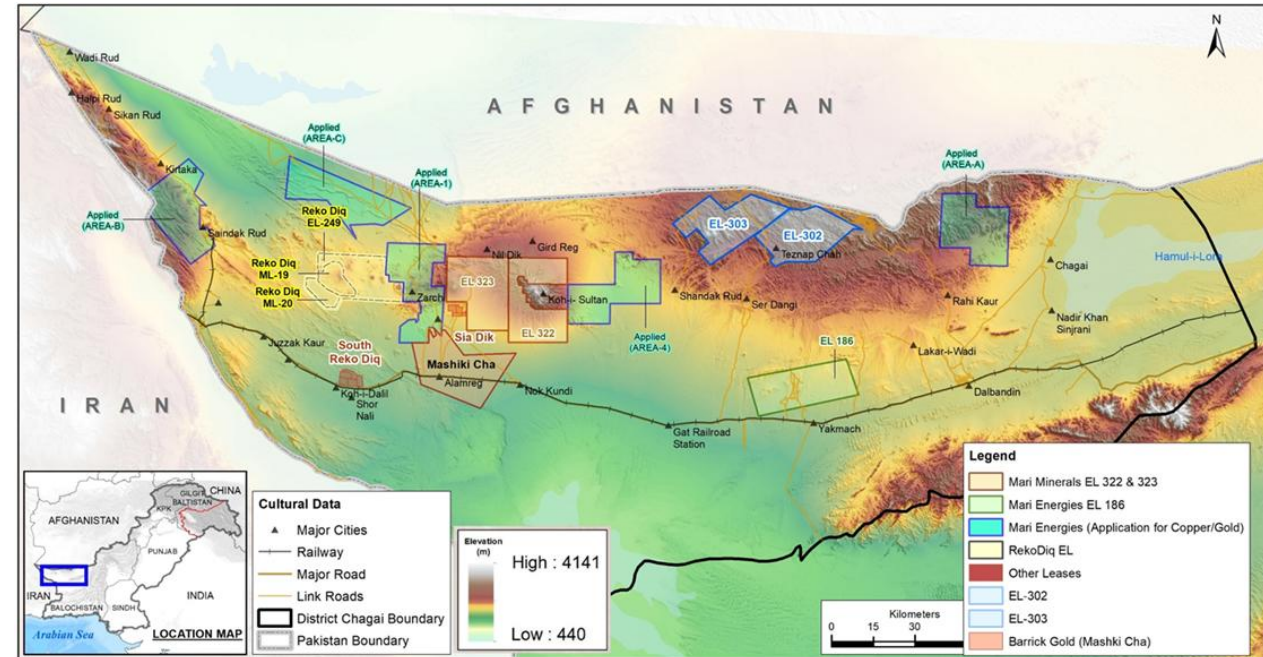 N
A F G H A N I S T A N
Wadi Rud
Halpi Rud
Sikan Rud
Kirtaka
Applied
(AREA-C)
Applied
(AREA-1)
Applied
(AREA-A)
Applied
(AREA-B)
Saindak Rud
Reko Diq
EL-249
Reko Diq
ML-19
Reko Diq
ML-20
EL-303
EL-302
Teznap Chah
Nil Dik
Gird Reg
EL 323
Koh-i- Sultan
Zarch
Shandak Rud
Ser Dangi
Chagai
Hamul-i-Lora
Rahi Kaur
Nadir Khan
Sinjrani
Sia Dik
EL 322
Applied
(AREA-4)
Juzzak Kaur
South
Reko Diq
Mashiki Cha
EL 186
Lakar-i-Wadi
Alamreg
Nok Kundi
Koh-i-Dalil
Shor
Nali
Dalbandin
I R A N
Gat Railroad
Station
Yakmach
CHINA
GILGIT
BALTISTAN
KPK
AFGHANISTAN
PUNJAB
IRAN
INDIA
BALOCHISTAN
SINDH
Arabian Sea
LOCATION MAP
Cultural Data
Major Cities
Railway
Major Road
Link Roads
District Chagai Boundary
Pakistan Boundary
Elevation
(m)
High : 4141
Low : 440
Kilometers
0 15 30
Legend
Mari Minerals EL 322 & 323
Mari Energies EL 186
Mari Energies (Application for Copper/Gold)
RekoDiq EL
Other Leases
EL-302
EL-303
Barrick Gold (Mashki Cha)